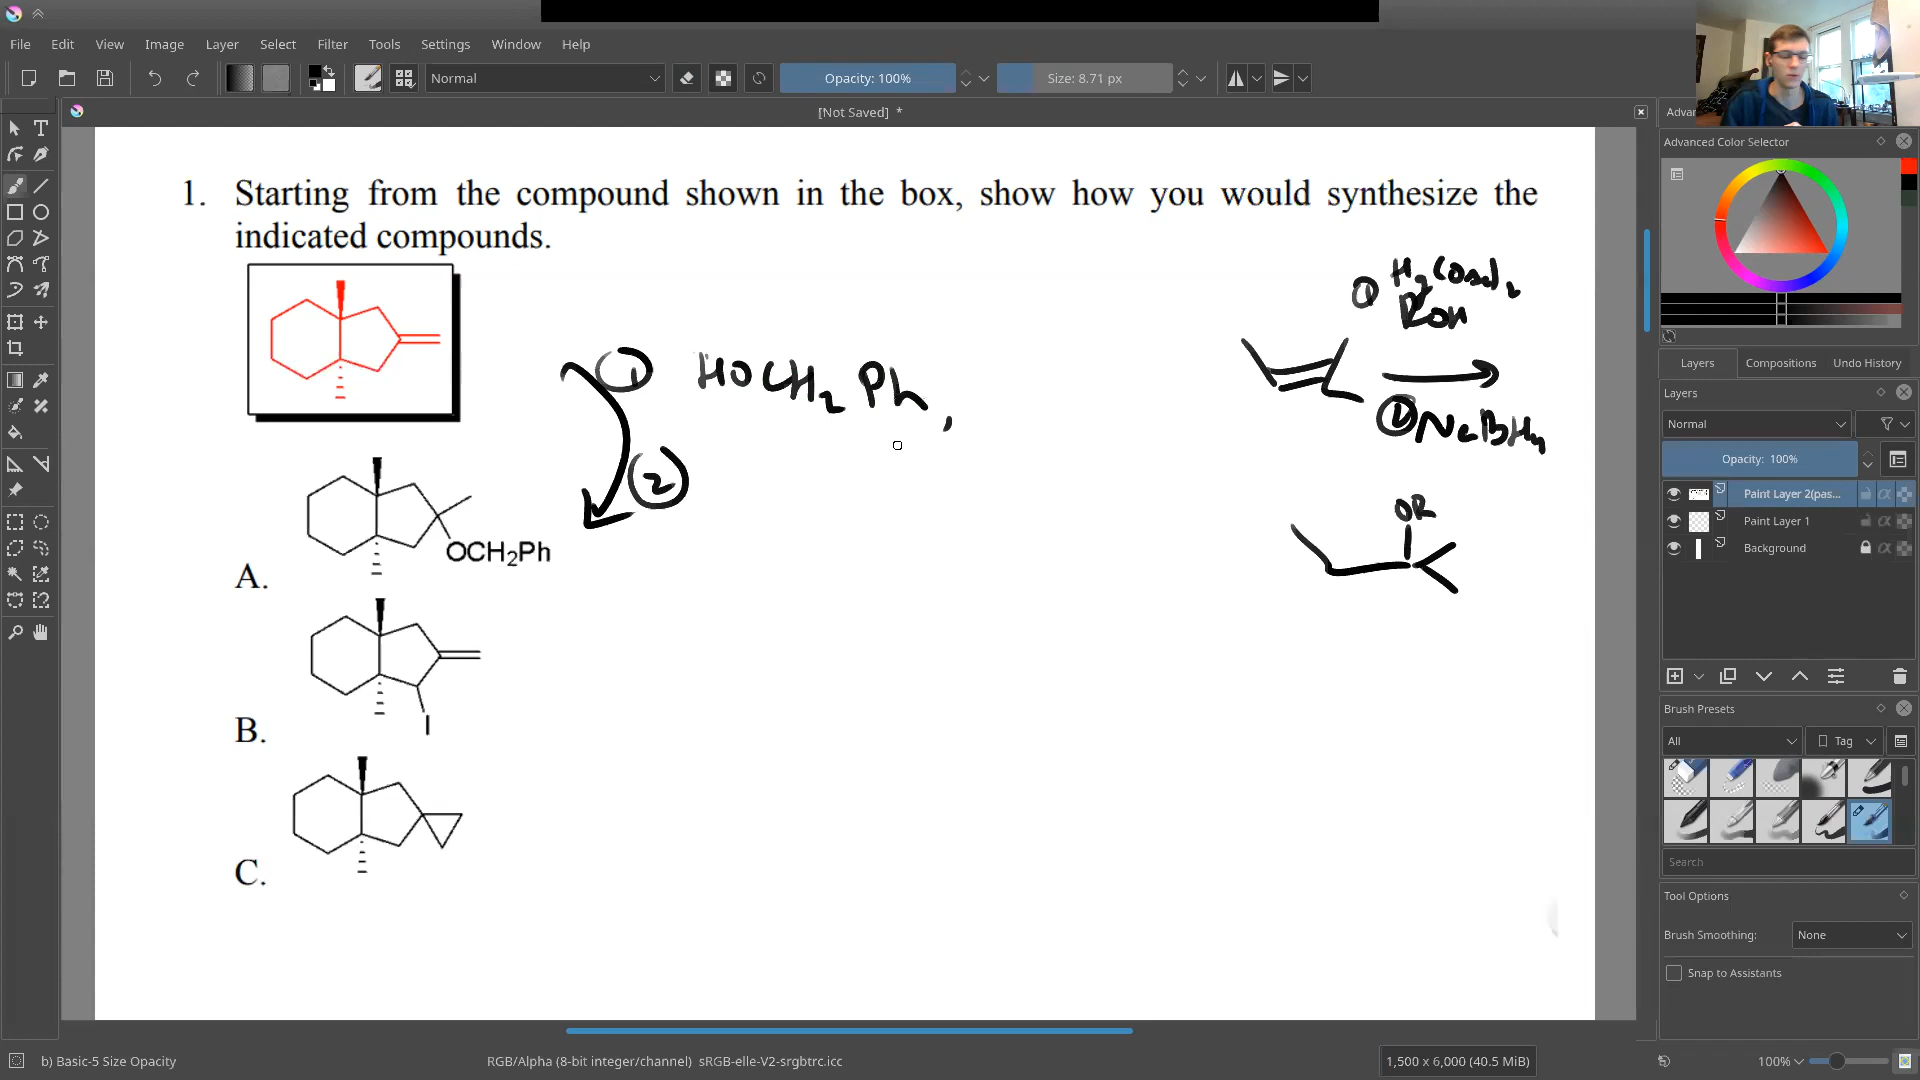 File Edit View Image Layer Select Filter Tools Settings Window Help
Normal
Opacity: 100%
Size: 8.71 px
[Not Saved] *
1. Starting from the compound shown in the box, show how you would synthesize the
indicated compounds.
① HOCH2Ph,
②
① Hg(OAc)2
ROH
② NaBH4
OR
OCH2Ph
A.
I
B.
C.
Advanced Color Selector
Layers Compositions Undo History
Layers
Normal
Opacity: 100%
Paint Layer 2(pas...
Paint Layer 1
Background
Brush Presets
All
Tag
Search
Tool Options
Brush Smoothing: None
Snap to Assistants
b) Basic-5 Size Opacity
RGB/Alpha (8-bit integer/channel) sRGB-elle-V2-srgbtrc.icc
1,500 x 6,000 (40.5 MiB)
100%